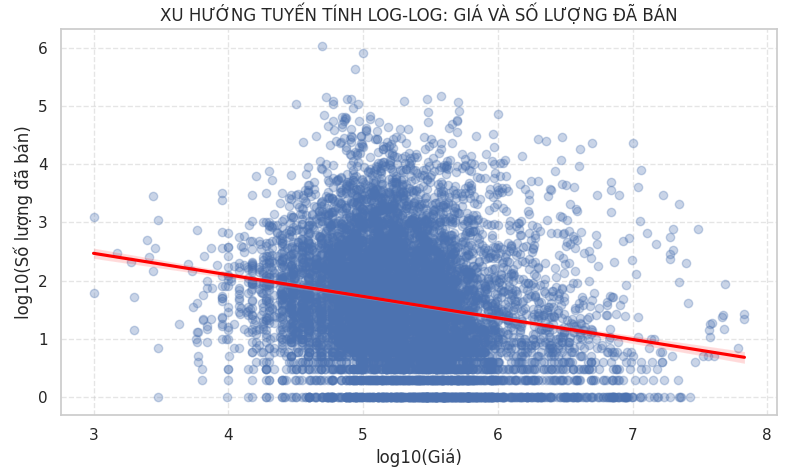 XU HƯỚNG TUYẾN TÍNH LOG-LOG: GIÁ VÀ SỐ LƯỢNG ĐÃ BÁN
6
5
4
3
2
1
0
log10(Số lượng đã bán)
3 4 5 6 7 8
log10(Giá)